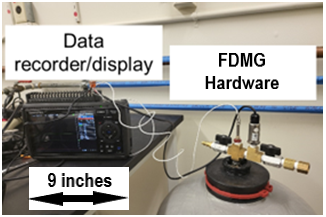 Data
recorder/display
FDMG
Hardware
9 inches